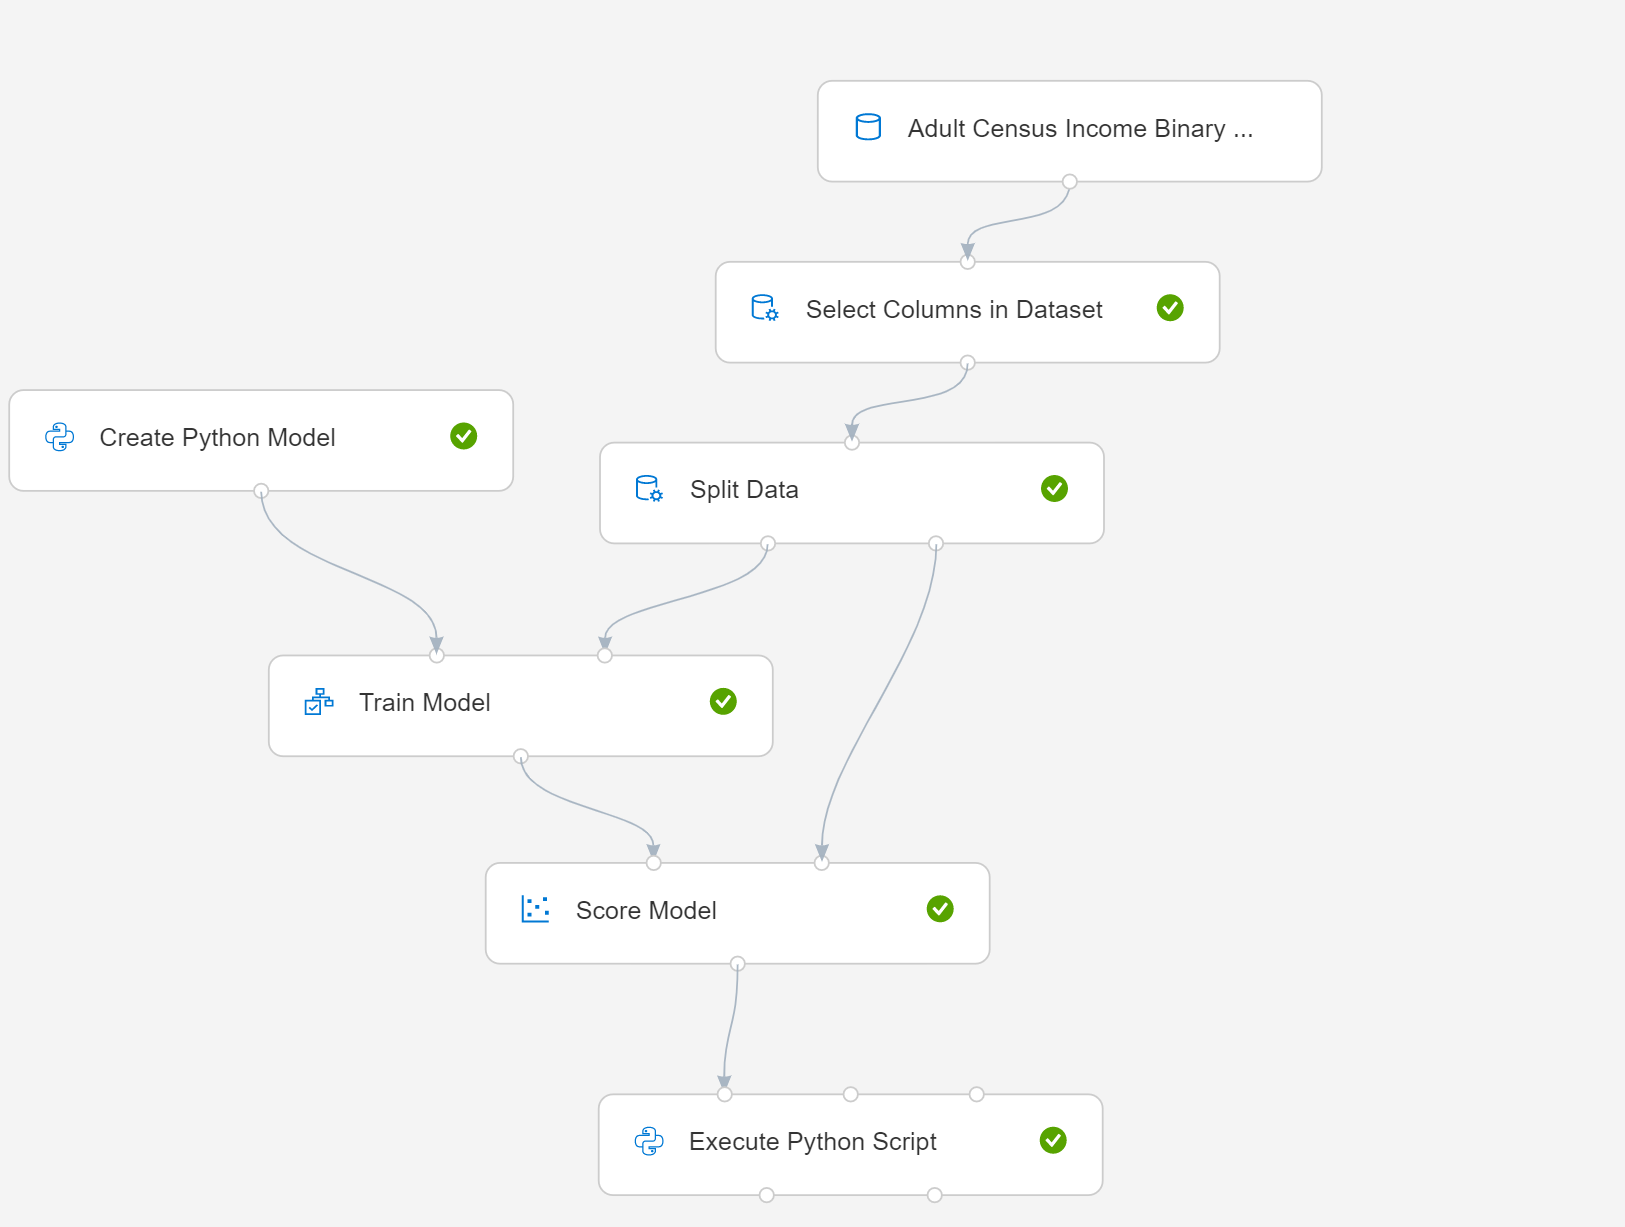 Adult Census Income Binary ...
Select Columns in Dataset
Create Python Model
Split Data
Train Model
Score Model
Execute Python Script